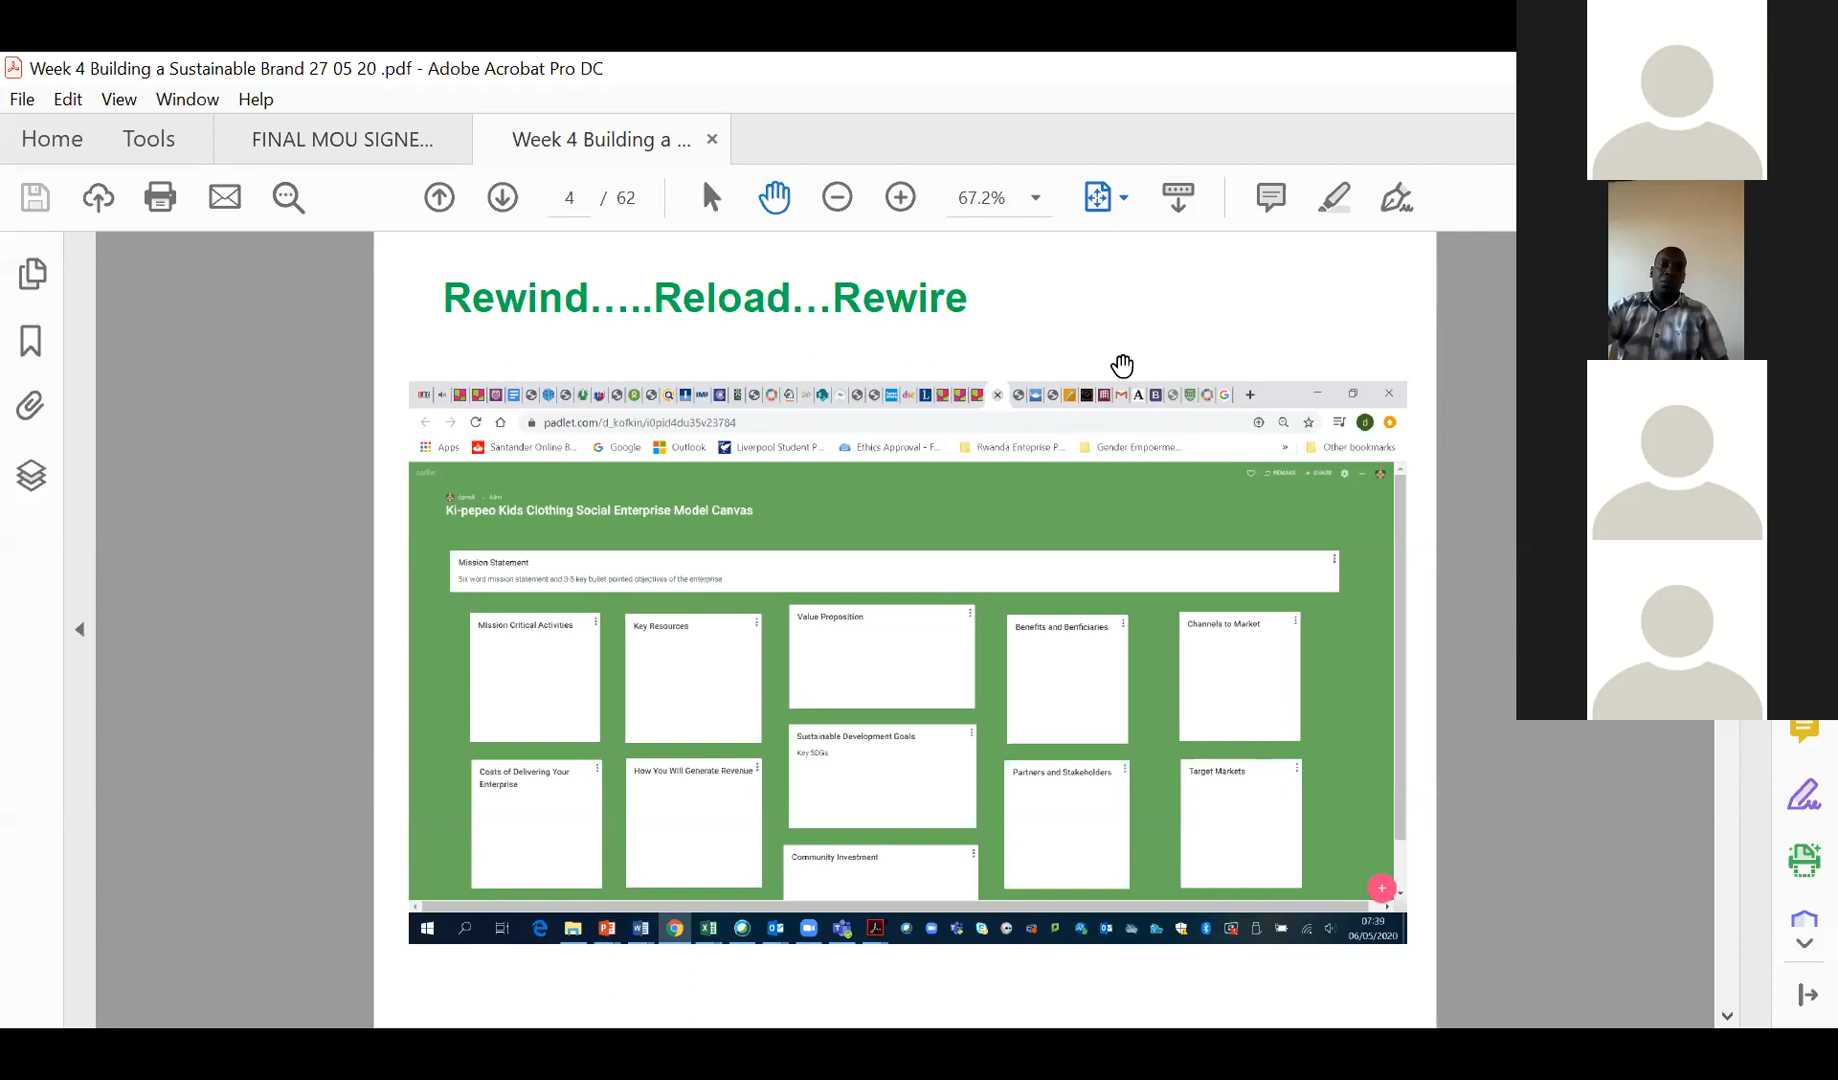 Week 4 Building a Sustainable Brand 27 05 20 .pdf - Adobe Acrobat Pro DC
File Edit View Window Help
Home Tools FINAL MOU SIGNE... Week 4 Building a ...
4 / 62 67.2%
Rewind…..Reload…Rewire
padlet.com/d_kofkin/i0pid4du35v23784
Apps Santander Online B... Google Outlook Liverpool Student P... Ethics Approval - F... Rwanda Enteprise P... Gender Empoerme... » Other bookmarks
REMAKE SHARE
Ki-pepeo Kids Clothing Social Enterprise Model Canvas
Mission Statement
Six word mission statement and 3-5 key bullet pointed objectives of the enterprise
Mission Critical Activities
Key Resources
Value Proposition
Benefits and Benficiaries
Channels to Market
Sustainable Development Goals
Key SDGs
Costs of Delivering Your
Enterprise
How You Will Generate Revenue
Partners and Stakeholders
Target Markets
Community Investment
07:39
06/05/2020